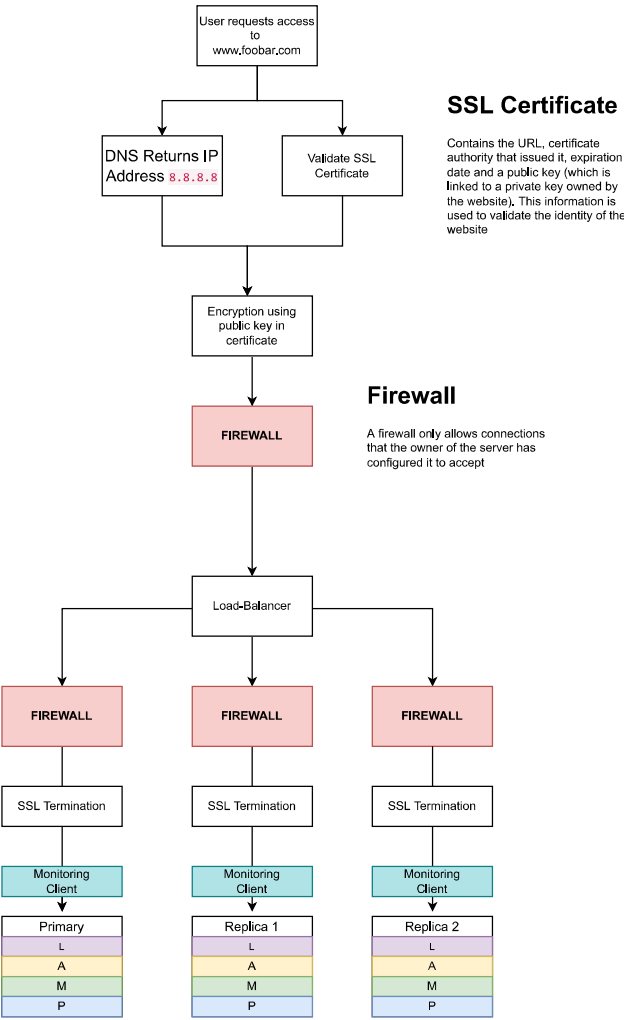 User requests access
to
www.foobar.com
DNS Returns IP
Address 8.8.8.8
Validate SSL
Certificate
SSL Certificate
Contains the URL, certificate
authority that issued it, expiration
date and a public key (which is
linked to a private key owned by
the website). This information is
used to validate the identity of the
website
Encryption using
public key in
certificate
FIREWALL
Firewall
A firewall only allows connections
that the owner of the server has
configured it to accept
Load-Balancer
FIREWALL
FIREWALL
FIREWALL
SSL Termination
SSL Termination
SSL Termination
Monitoring
Client
Monitoring
Client
Monitoring
Client
Primary
L
A
M
P
Replica 1
L
A
M
P
Replica 2
L
A
M
P